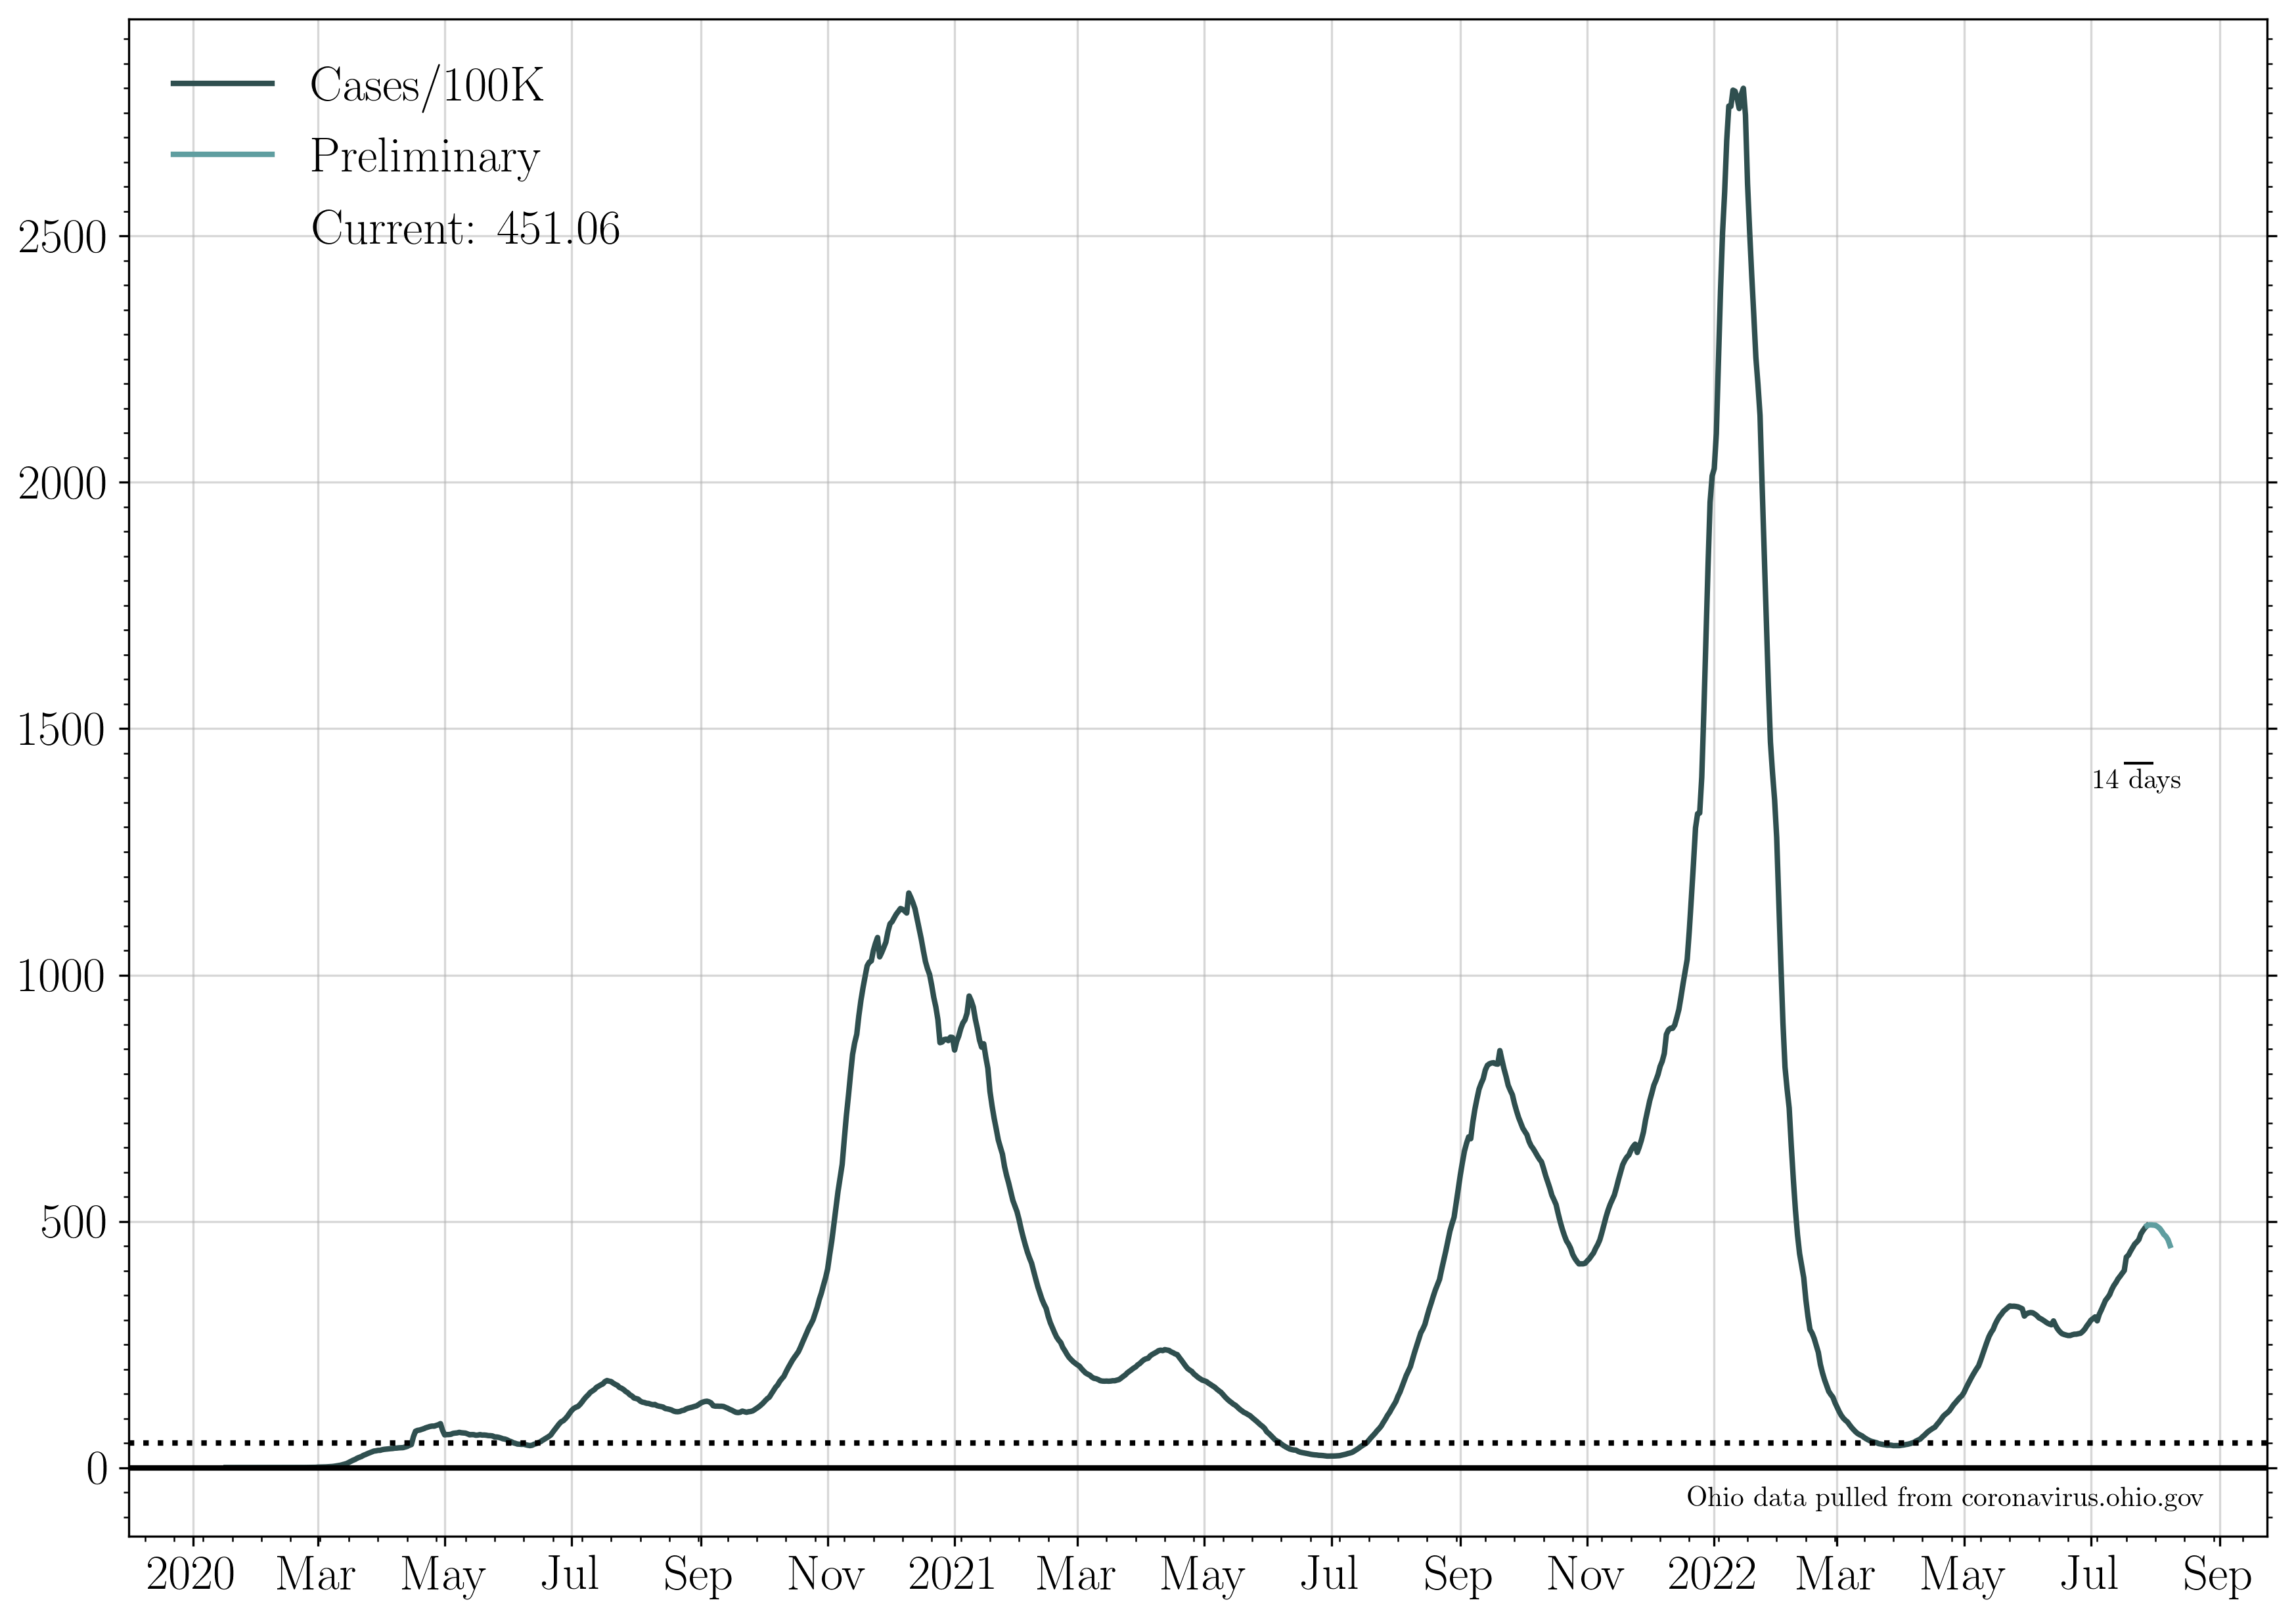 Cases/100K
Preliminary
Current: 451.06
2500
2000
1500
14 days
1000
500
0
Ohio data pulled from coronavirus.ohio.gov
2020 Mar May Jul Sep Nov 2021 Mar May Jul Sep Nov 2022 Mar May Jul Sep